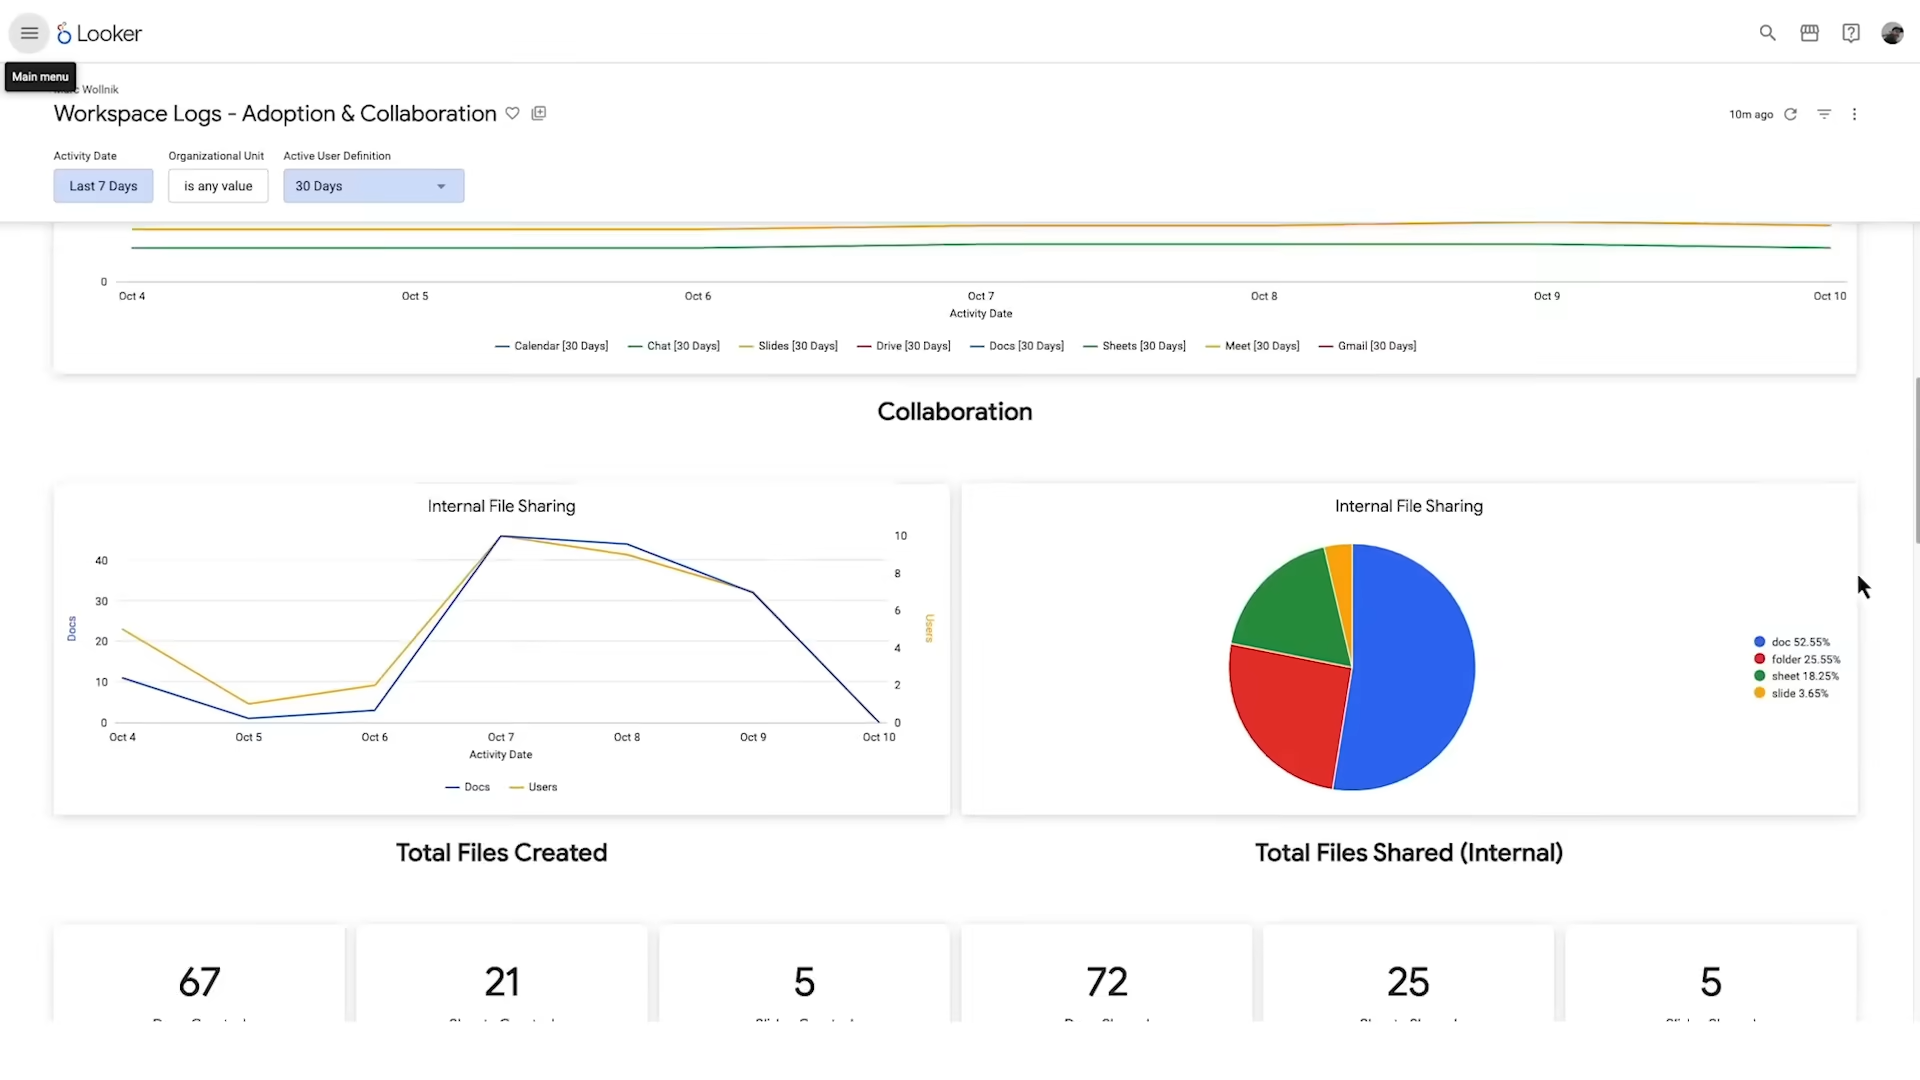 Looker
Main menu
Wollnik
Workspace Logs - Adoption & Collaboration
10m ago
Activity Date
Organizational Unit
Active User Definition
Last 7 Days
is any value
30 Days
0
Oct 4
Oct 5
Oct 6
Oct 7
Oct 8
Oct 9
Oct 10
Activity Date
Calendar [30 Days]
Chat [30 Days]
Slides [30 Days]
Drive [30 Days]
Docs [30 Days]
Sheets [30 Days]
Meet [30 Days]
Gmail [30 Days]
Collaboration
Internal File Sharing
40
30
20
10
0
Docs
10
8
6
4
2
0
Users
Oct 4
Oct 5
Oct 6
Oct 7
Oct 8
Oct 9
Oct 10
Activity Date
Docs
Users
Internal File Sharing
doc 52.55%
folder 25.55%
sheet 18.25%
slide 3.65%
Total Files Created
Total Files Shared (Internal)
67
21
5
72
25
5